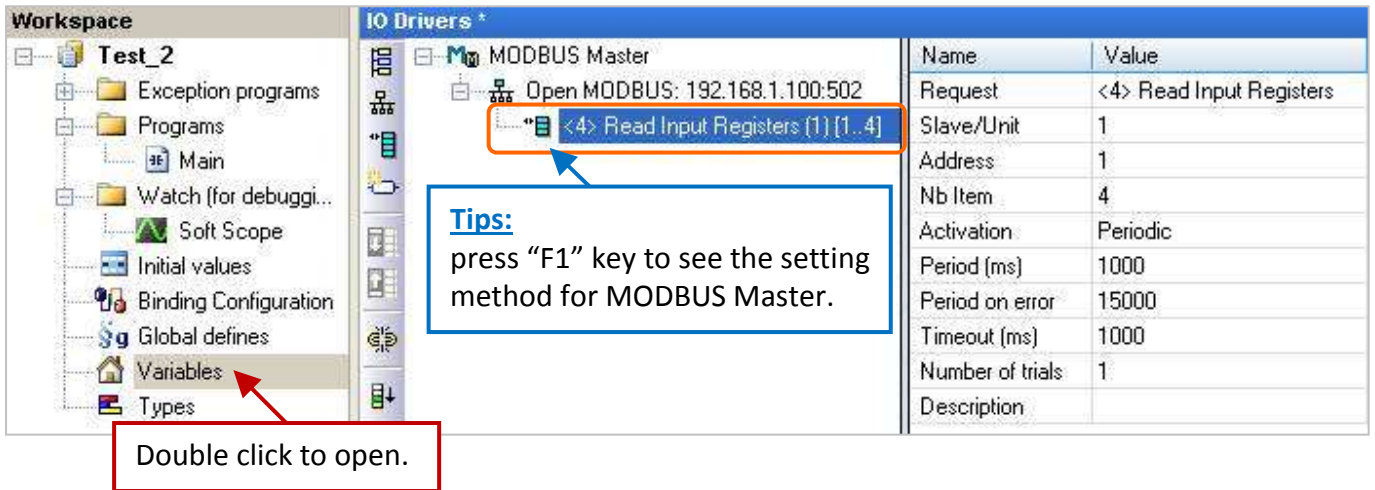 Workspace
Test_2
Exception programs
Programs
Main
Watch (for debuggi...
Soft Scope
Initial values
Binding Configuration
Global defines
Variables
Types
Double click to open.
IO Drivers *
MODBUS Master
Open MODBUS: 192.168.1.100:502
<4> Read Input Registers (1) [1..4]
Tips:
press “F1” key to see the setting
method for MODBUS Master.
Name Value
Request <4> Read Input Registers
Slave/Unit 1
Address 1
Nb Item 4
Activation Periodic
Period (ms) 1000
Period on error 15000
Timeout (ms) 1000
Number of trials 1
Description